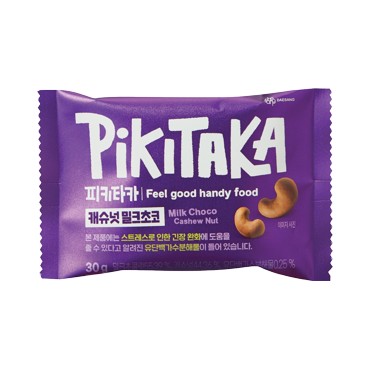 DAESANG
PiKiTAKA
피키타카
Feel good handy food
캐슈넛 밀크초코
Milk Choco
Cashew Nut
본 제품에는 스트레스로 인한 긴장 완화에 도움을
줄 수 있다고 알려진 유단백가수분해물이 들어 있습니다.
30g
0.25 %